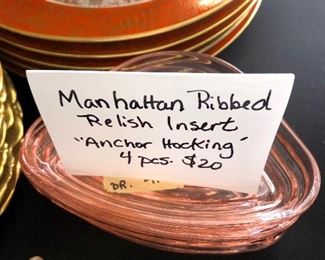 Manhattan Ribbed
Relish Insert
"Anchor Hocking"
4 pcs. $20